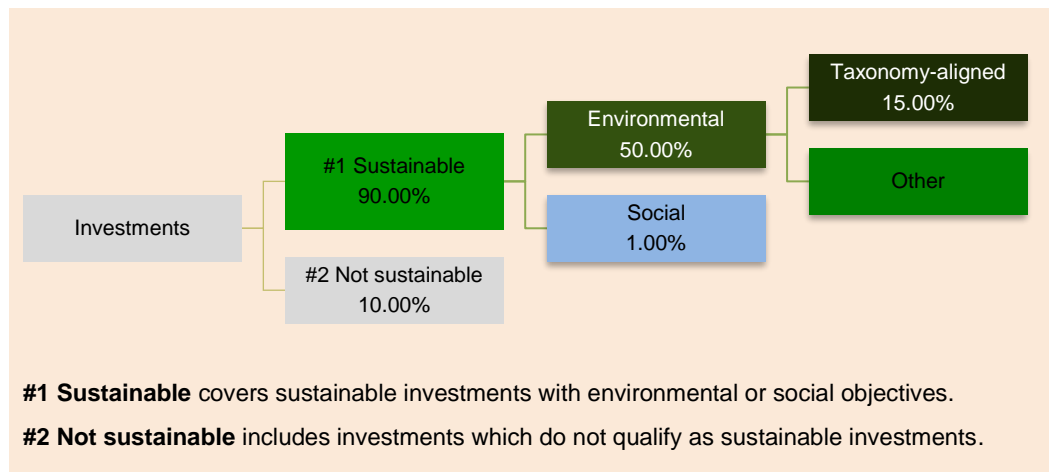 Investments
#1 Sustainable
90.00%
#2 Not sustainable
10.00%
Environmental
50.00%
Social
1.00%
Taxonomy-aligned
15.00%
Other
#1 Sustainable covers sustainable investments with environmental or social objectives.
#2 Not sustainable includes investments which do not qualify as sustainable investments.